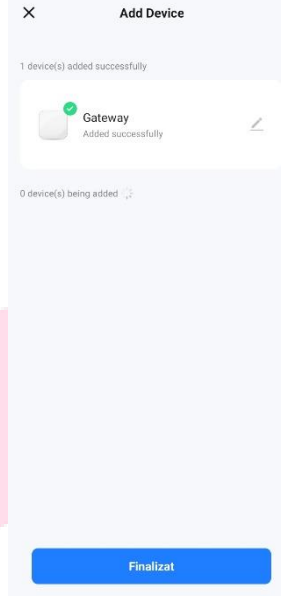 Add Device
1 device(s) added successfully
Gateway
Added successfully
0 device(s) being added
Finalizat